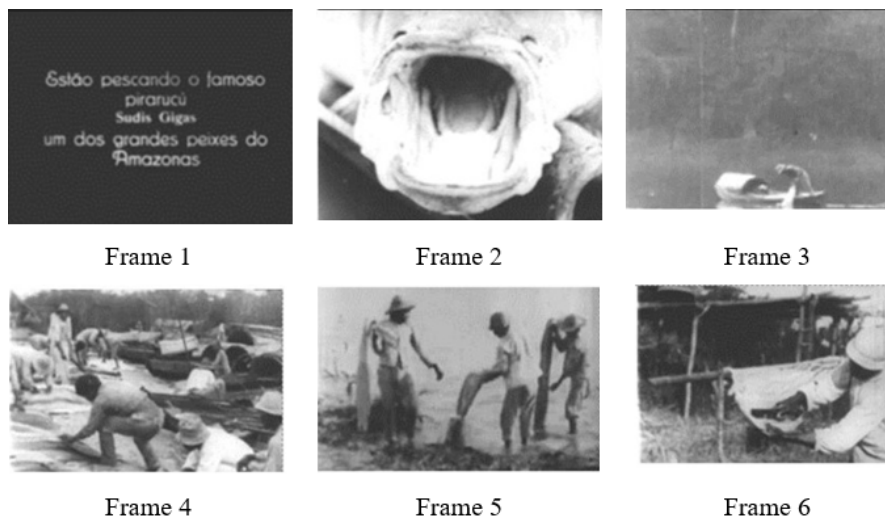 Estão pescando o famoso
pirarucú
Sudis Gigas
um dos grandes peixes do
Amazonas
Frame 1
Frame 2
Frame 3
Frame 4
Frame 5
Frame 6